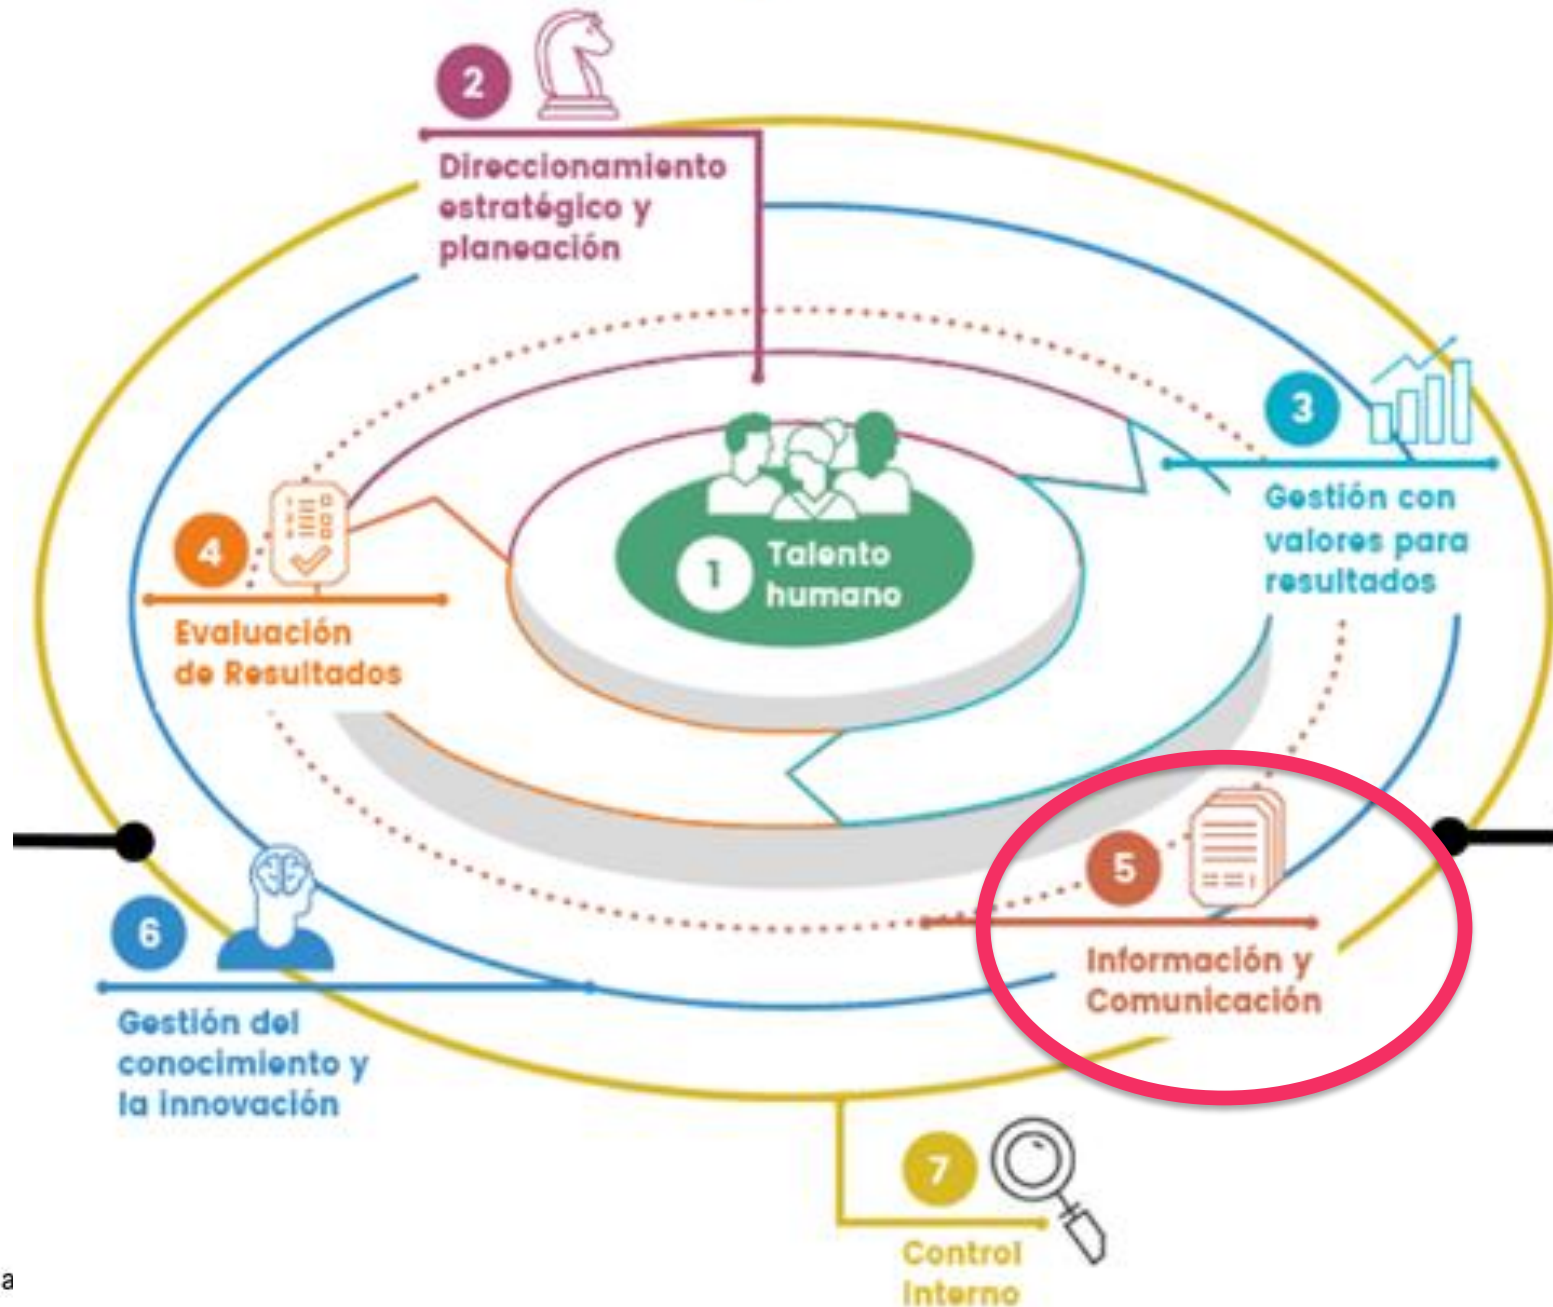 2
Direccionamiento
estratégico y
planeación
3
Gestión con
valores para
resultados
1
Talento
humano
4
Evaluación
de Resultados
5
Información y
Comunicación
6
Gestión del
conocimiento y
la innovación
7
Control
Interno
a